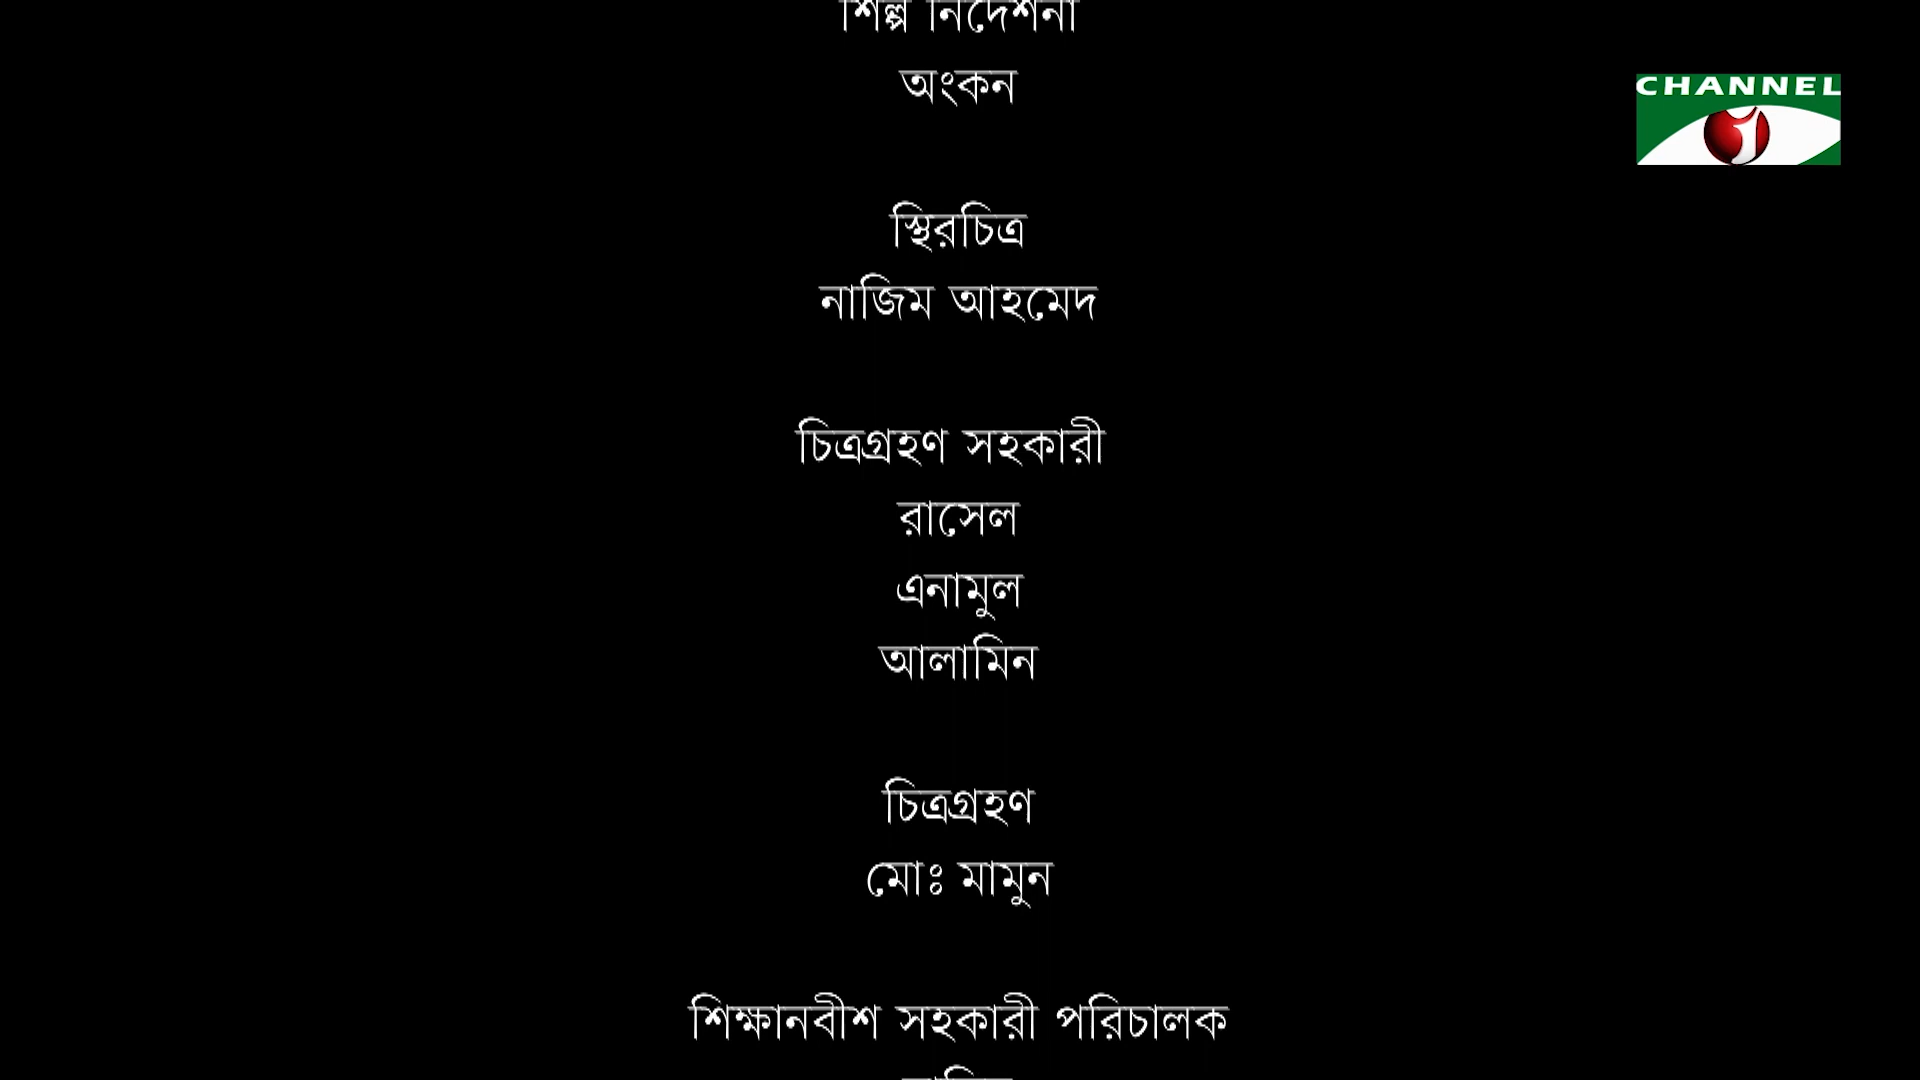 শিল্প নির্দেশনা
অংকন
CHANNEL
i
স্থিরচিত্র
নাজিম আহমেদ
চিত্রগ্রহণ সহকারী
রাসেল
এনামুল
আলামিন
চিত্রগ্রহণ
মোঃ মামুন
শিক্ষানবীশ সহকারী পরিচালক